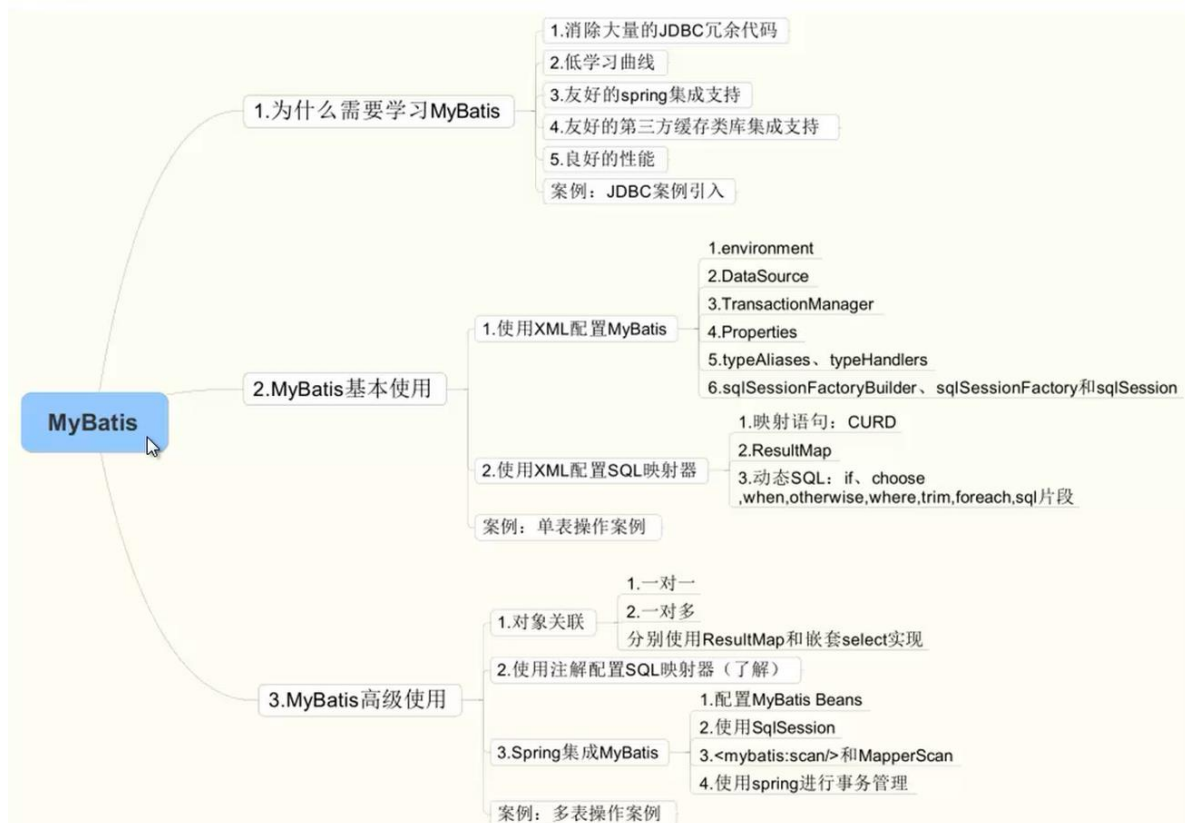 MyBatis
1.为什么需要学习MyBatis
1.消除大量的JDBC冗余代码
2.低学习曲线
3.友好的spring集成支持
4.友好的第三方缓存类库集成支持
5.良好的性能
案例：JDBC案例引入
2.MyBatis基本使用
1.使用XML配置MyBatis
1.environment
2.DataSource
3.TransactionManager
4.Properties
5.typeAliases、typeHandlers
6.sqlSessionFactoryBuilder、sqlSessionFactory和sqlSession
2.使用XML配置SQL映射器
1.映射语句：CURD
2.ResultMap
3.动态SQL：if、choose
,when,otherwise,where,trim,foreach,sql片段
案例：单表操作案例
3.MyBatis高级使用
1.对象关联
1.一对一
2.一对多
分别使用ResultMap和嵌套select实现
2.使用注解配置SQL映射器（了解）
3.Spring集成MyBatis
1.配置MyBatis Beans
2.使用SqlSession
3.<mybatis:scan/>和MapperScan
4.使用spring进行事务管理
案例：多表操作案例